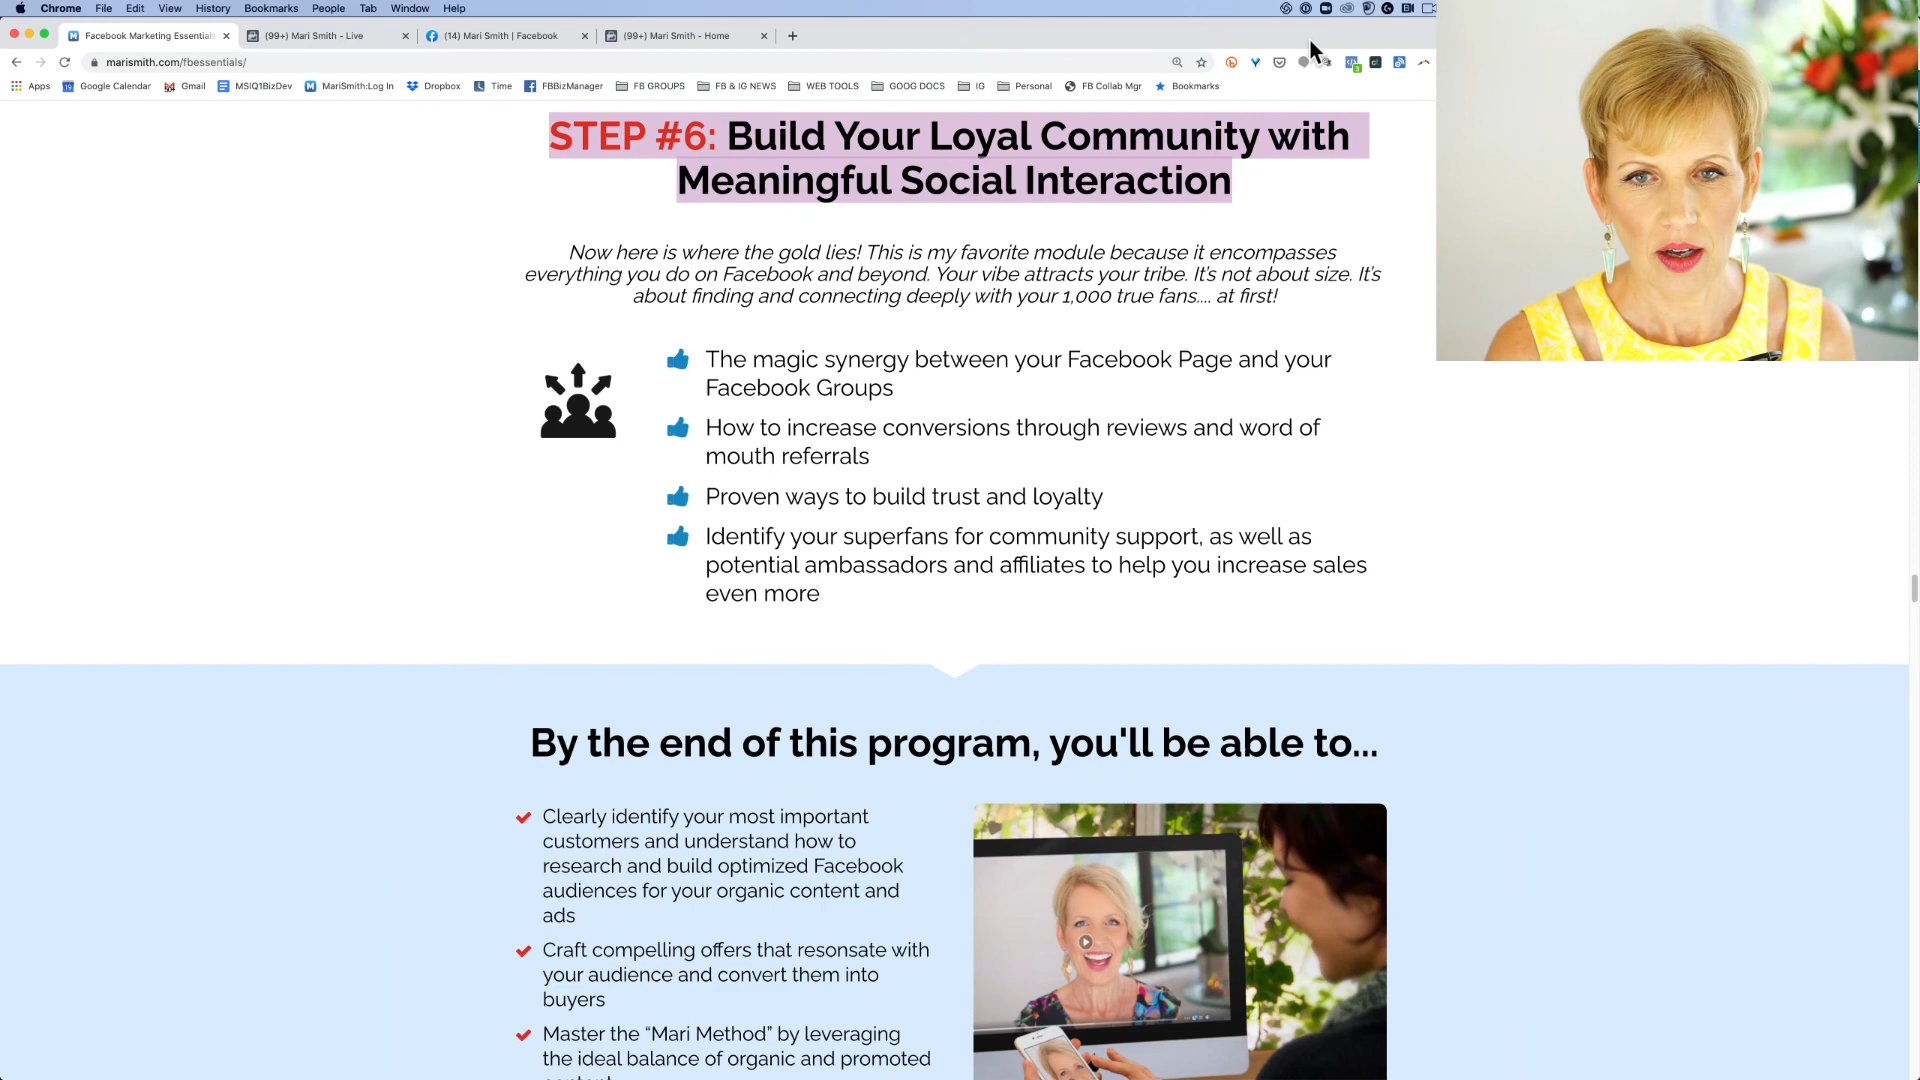 Chrome File Edit View History Bookmarks People Tab Window Help
Facebook Marketing Essentials
(99+) Mari Smith - Live
(14) Mari Smith | Facebook
(99+) Mari Smith - Home
marismith.com/fbessentials/
Apps Google Calendar Gmail MSIQ1BizDev MariSmith:Log In Dropbox Time FBBizManager FB GROUPS FB & IG NEWS WEB TOOLS GOOG DOCS IG Personal FB Collab Mgr Bookmarks
STEP #6: Build Your Loyal Community with
Meaningful Social Interaction
Now here is where the gold lies! This is my favorite module because it encompasses
everything you do on Facebook and beyond. Your vibe attracts your tribe. It's not about size. It's
about finding and connecting deeply with your 1,000 true fans.... at first!
The magic synergy between your Facebook Page and your
Facebook Groups
How to increase conversions through reviews and word of
mouth referrals
Proven ways to build trust and loyalty
Identify your superfans for community support, as well as
potential ambassadors and affiliates to help you increase sales
even more
By the end of this program, you'll be able to...
Clearly identify your most important
customers and understand how to
research and build optimized Facebook
audiences for your organic content and
ads
Craft compelling offers that resonsate with
your audience and convert them into
buyers
Master the “Mari Method” by leveraging
the ideal balance of organic and promoted